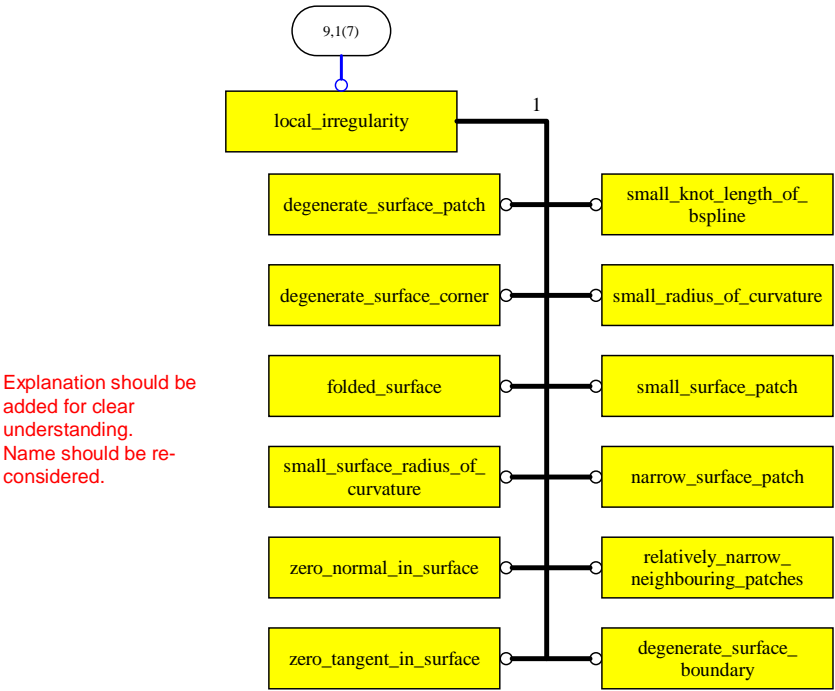 9,1(7)
local_irregularity
1
degenerate_surface_patch
small_knot_length_of_
bspline
degenerate_surface_corner
small_radius_of_curvature
Explanation should be
added for clear
understanding.
Name should be re-
considered.
folded_surface
small_surface_patch
small_surface_radius_of_
curvature
narrow_surface_patch
zero_normal_in_surface
relatively_narrow_
neighbouring_patches
zero_tangent_in_surface
degenerate_surface_
boundary